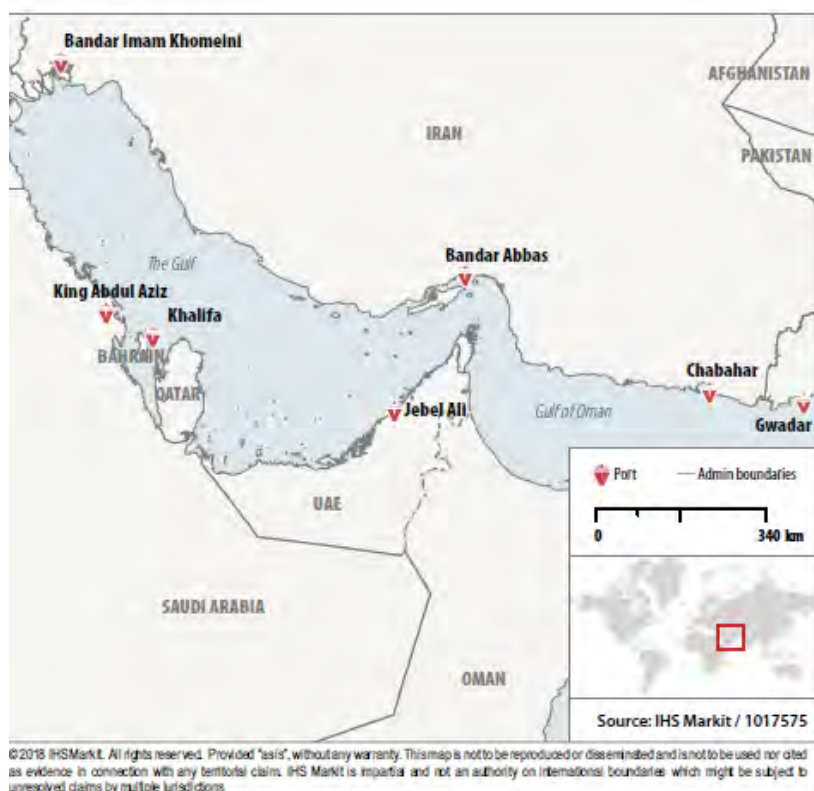 Bandar Imam Khomeini
AFGHANISTAN
IRAN
PAKISTAN
Bandar Abbas
The Gulf
King Abdul Aziz
Khalifa
BAHRAIN
Chabahar
QATAR
Jebel Ali
Gulf of Oman
Gwadar
Port
Admin boundaries
UAE
0 340 km
SAUDI ARABIA
OMAN
Source: IHS Markit / 1017575
©2018 IHS Markit. All rights reserved. Provided "as is", without any warranty. This map is not to be reproduced or disseminated and is not to be used nor cited
as evidence in connection with any territorial claim. IHS Markit is impartial and not an authority on international boundaries which might be subject to
unresolved claims by multiple jurisdictions.